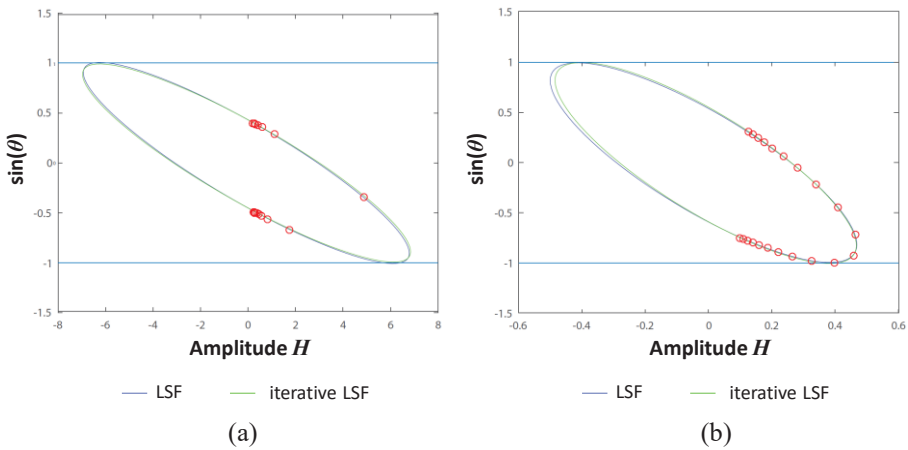 1.5
1
0.5
0
-0.5
-1
-1.5
-8 -6 -4 -2 0 2 4 6 8
sin(θ)
Amplitude H
LSF iterative LSF
(a)
1.5
1
0.5
0
-0.5
-1
-1.5
-0.6 -0.4 -0.2 0 0.2 0.4 0.6
sin(θ)
Amplitude H
LSF iterative LSF
(b)